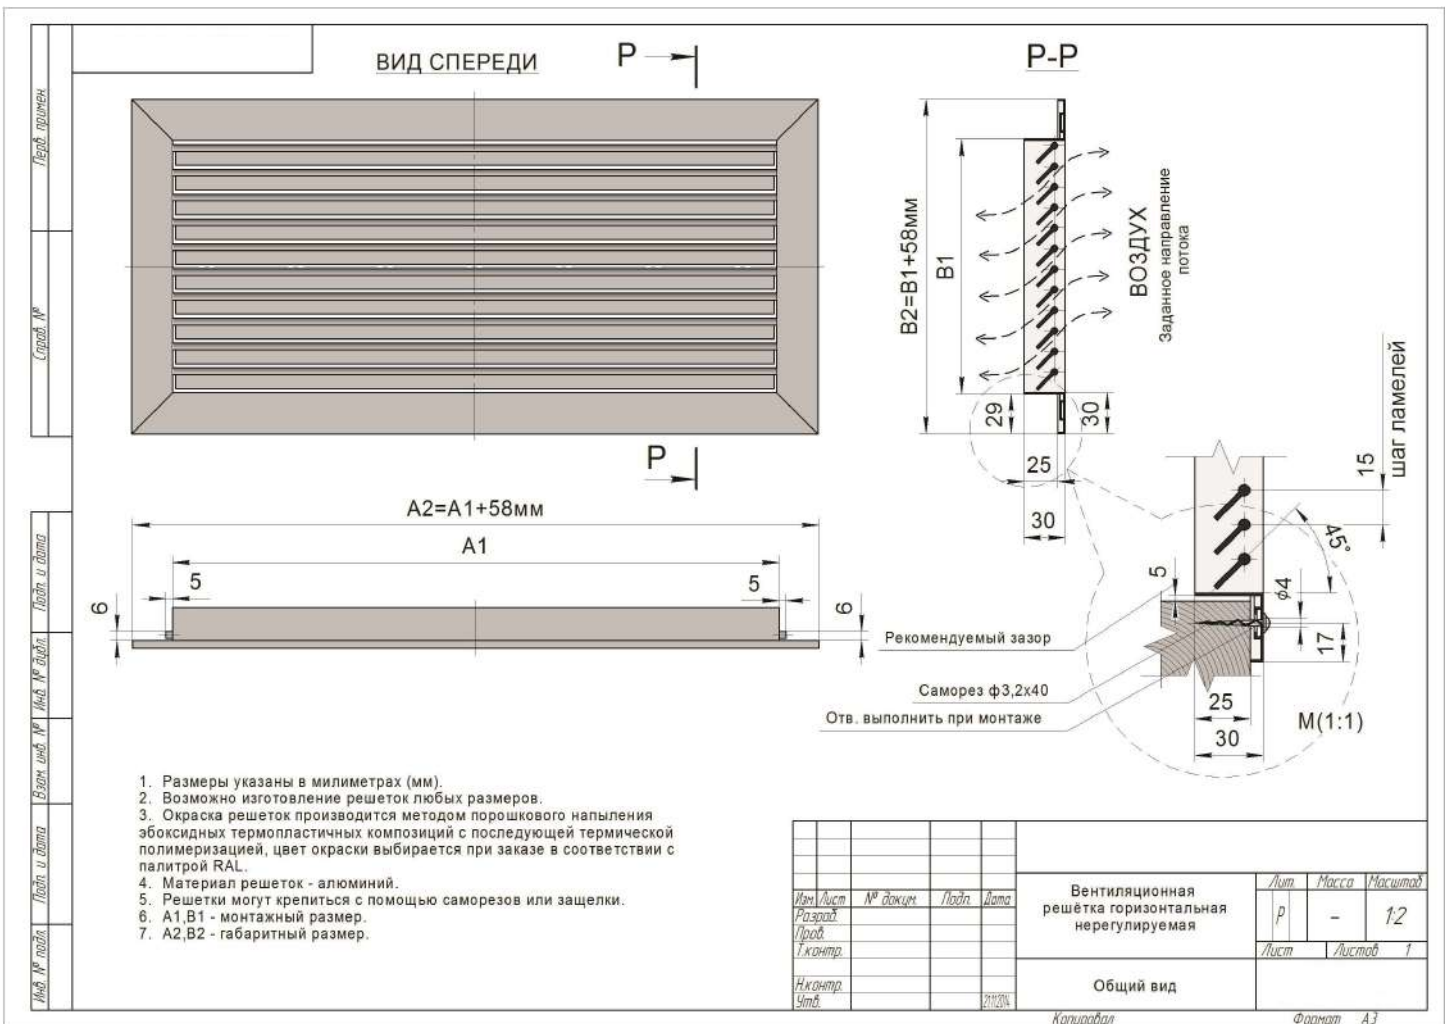 ВИД СПЕРЕДИ
P
P-P
B2=B1+58мм
B1
ВОЗДУХ
Заданное направление
потока
29
30
25
30
P
A2=A1+58мм
A1
5
5
6
6
15
шаг ламелей
45°
5
ф4
17
25
30
М(1:1)
Рекомендуемый зазор
Саморез ф3,2х40
Отв. выполнить при монтаже
1. Размеры указаны в милиметрах (мм).
2. Возможно изготовление решеток любых размеров.
3. Окраска решеток производится методом порошкового напыления
эбоксидных термопластичных композиций с последующей термической
полимеризацией, цвет окраски выбирается при заказе в соответствии с
палитрой RAL.
4. Материал решеток - алюминий.
5. Решетки могут крепиться с помощью саморезов или защелки.
6. А1,В1 - монтажный размер.
7. А2,В2 - габаритный размер.
Перв. примен.
Справ. №
Подп. и дата
Инв. № дубл.
Взам. инв. №
Подп. и дата
Инв. № подл.
Изм. Лист № докум. Подп. Дата
Разраб.
Пров.
Т.контр.
Н.контр.
Утв.
Вентиляционная
решётка горизонтальная
нерегулируемая
Общий вид
Лит. Масса Масштаб
Р - 1:2
Лист Листов 1
Копировал
Формат А3